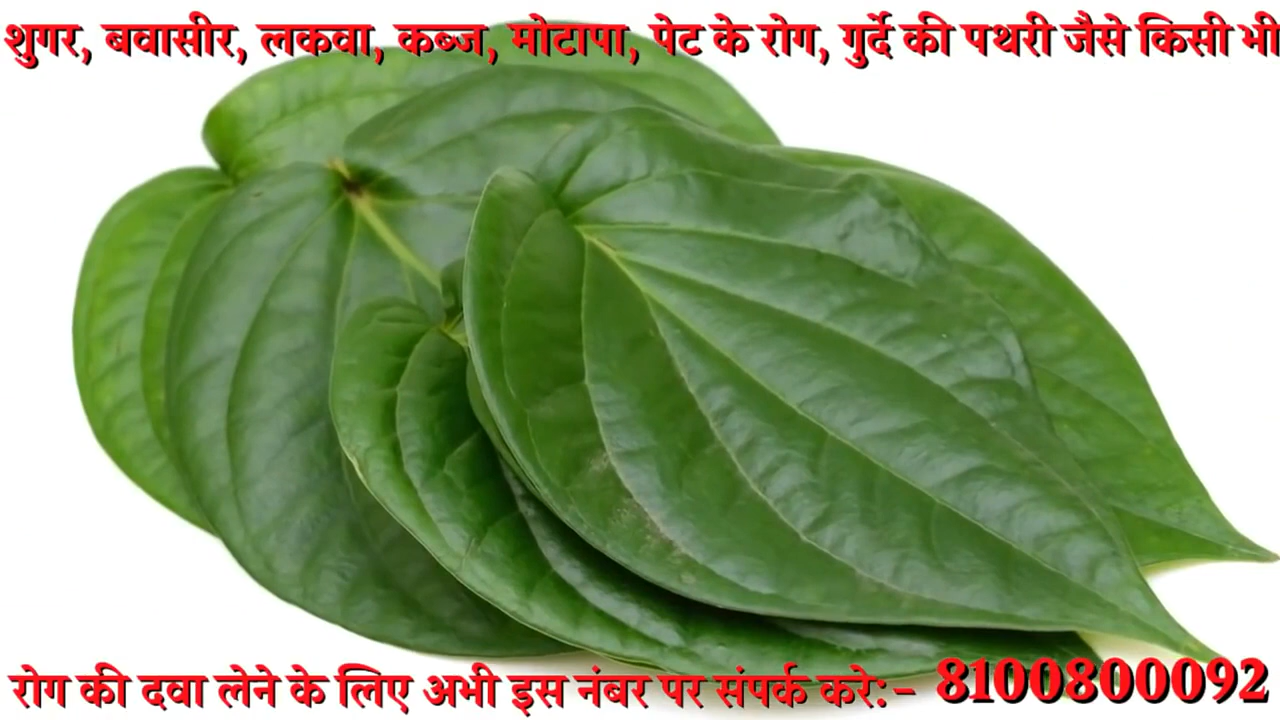 शुगर, बवासीर, लकवा, कब्ज, मोटापा, पेट के रोग, गुर्दे की पथरी जैसे किसी भी
रोग की दवा लेने के लिए अभी इस नंबर पर संपर्क करे:- 8100800092